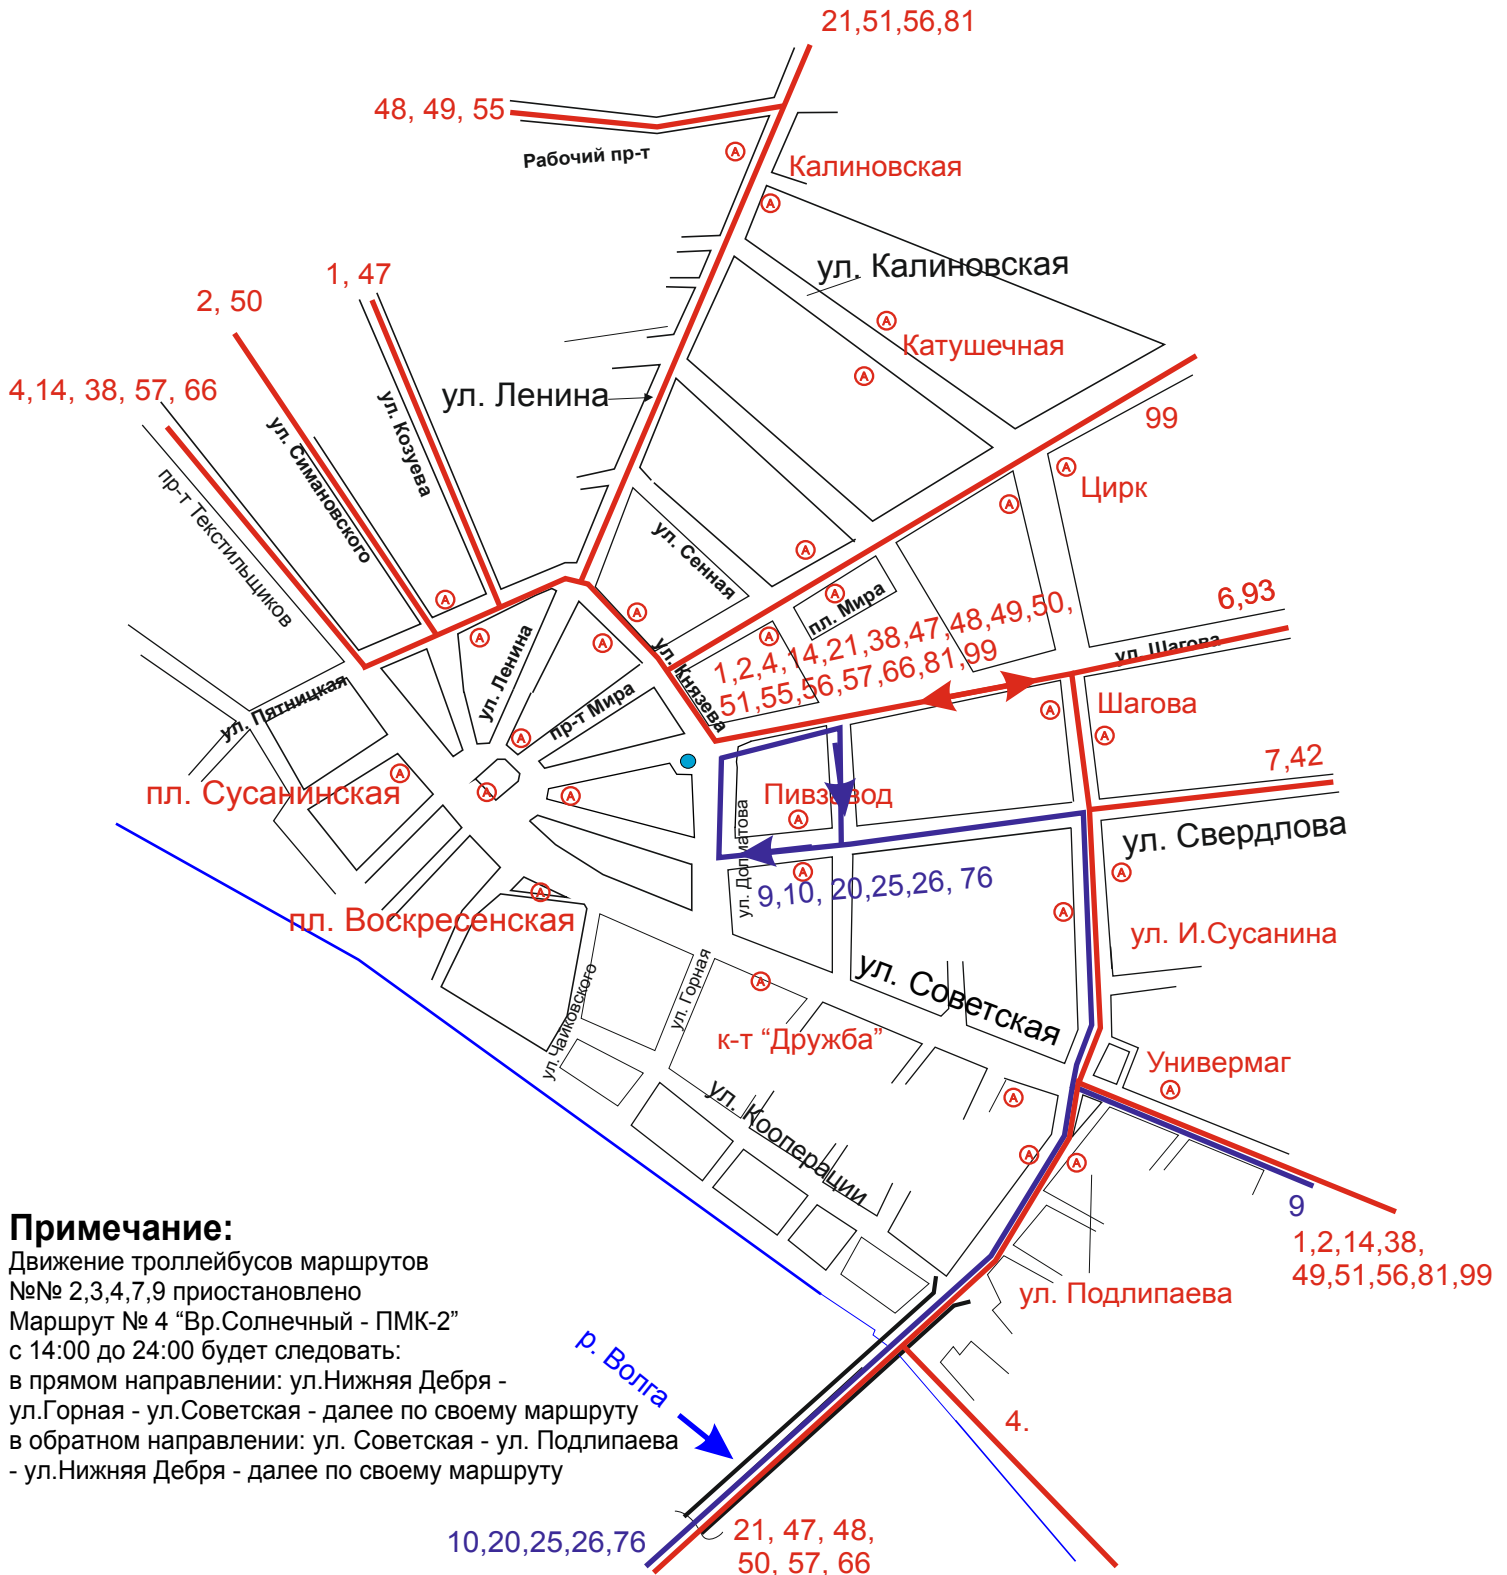 21,51,56,81
48, 49, 55
Рабочий пр-т
Калиновская
ул. Калиновская
1, 47
2, 50
Катушечная
4,14, 38, 57, 66
ул. Ленина
99
ул. Козуева
ул. Симановского
пр-т Текстильщиков
Цирк
ул. Сенная
пл. Мира
6,93
1,2,4,14,21,38,47,48,49,50,
51,55,56,57,66,81,99
ул. Шагова
ул. Ленина
ул. Князева
пр-т Мира
ул. Пятницкая
Шагова
7,42
пл. Сусанинская
Пивзавод
ул. Свердлова
ул. Долматова
9,10, 20,25,26, 76
пл. Воскресенская
ул. И.Сусанина
ул. Советская
ул. Горная
ул. Чайковского
к-т “Дружба”
Универмаг
ул. Кооперации
9
1,2,14,38,
49,51,56,81,99
ул. Подлипаева
Примечание:
Движение троллейбусов маршрутов
№№ 2,3,4,7,9 приостановлено
Маршрут № 4 “Вр.Солнечный - ПМК-2”
с 14:00 до 24:00 будет следовать:
в прямом направлении: ул.Нижняя Дебря -
ул.Горная - ул.Советская - далее по своему маршруту
в обратном направлении: ул. Советская - ул. Подлипаева
- ул.Нижняя Дебря - далее по своему маршруту
р. Волга
4.
10,20,25,26,76
21, 47, 48,
50, 57, 66